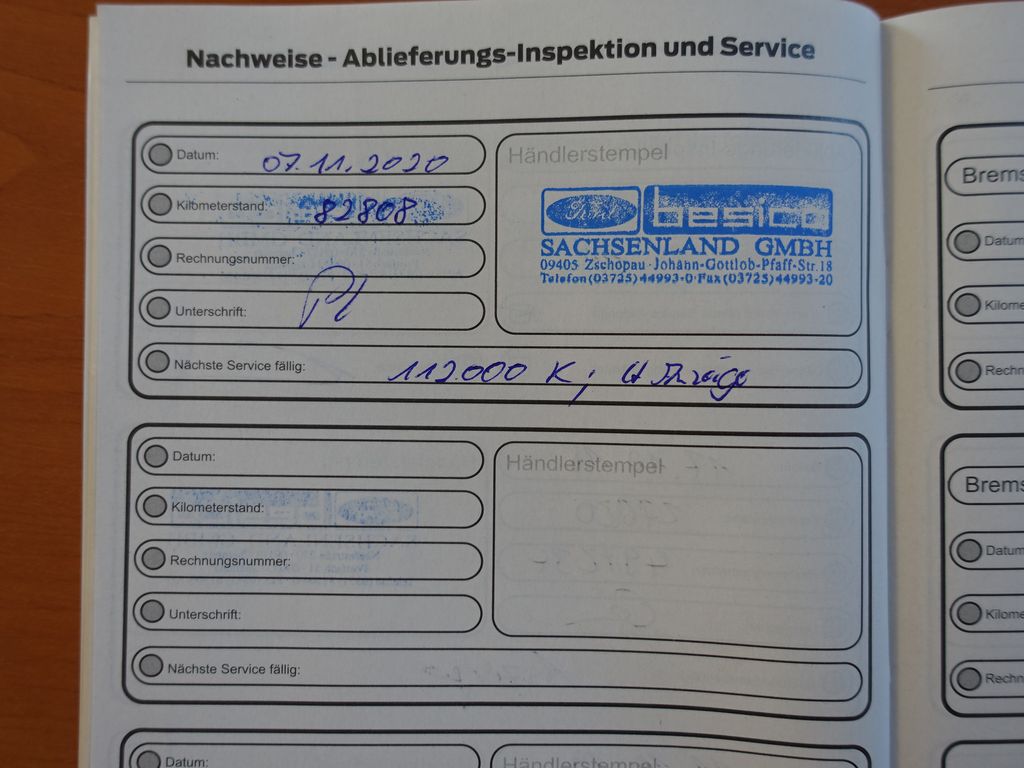 Nachweise - Ablieferungs-Inspektion und Service
Datum: 07.11.2020
Kilometerstand: 82808
Rechnungsnummer:
Unterschrift:
Händlerstempel
Ford besico
SACHSENLAND GMBH
09405 Zschopau · Johann-Gottlob-Pfaff-Str. 18
Telefon (03725) 44993-0 · Fax (03725) 44993-20
Nächste Service fällig: 112.000 K
Datum:
Kilometerstand:
Rechnungsnummer:
Unterschrift:
Händlerstempel
Nächste Service fällig:
Datum:
Händlerstempel
Brems
Datum
Kilome
Rechn
Brems
Datum
Kilome
Rechn